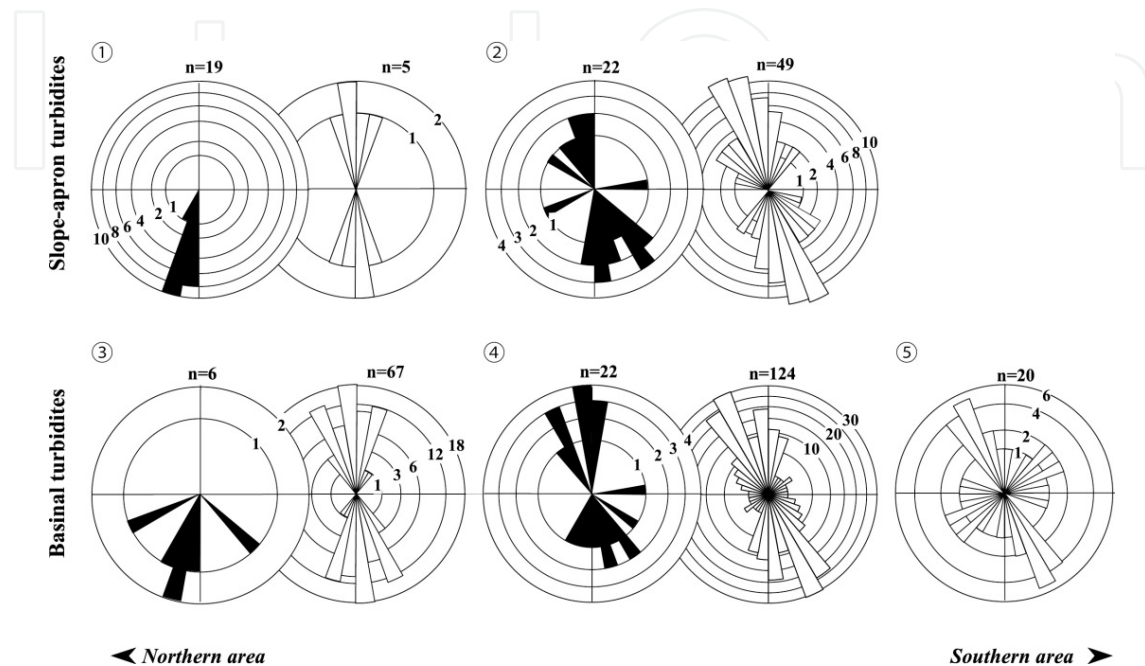 ①
n=19
n=5
②
n=22
n=49
Slope-apron turbidites
10 8 6 4 2 1
1 2
4 3 2 1
1 2 4 6 8 10
③
n=6
n=67
④
n=22
n=124
⑤
n=20
Basinal turbidites
1 2
1 3 6 12 18
1 2 3 4
10 20 30
1 2 4 6
Northern area
Southern area